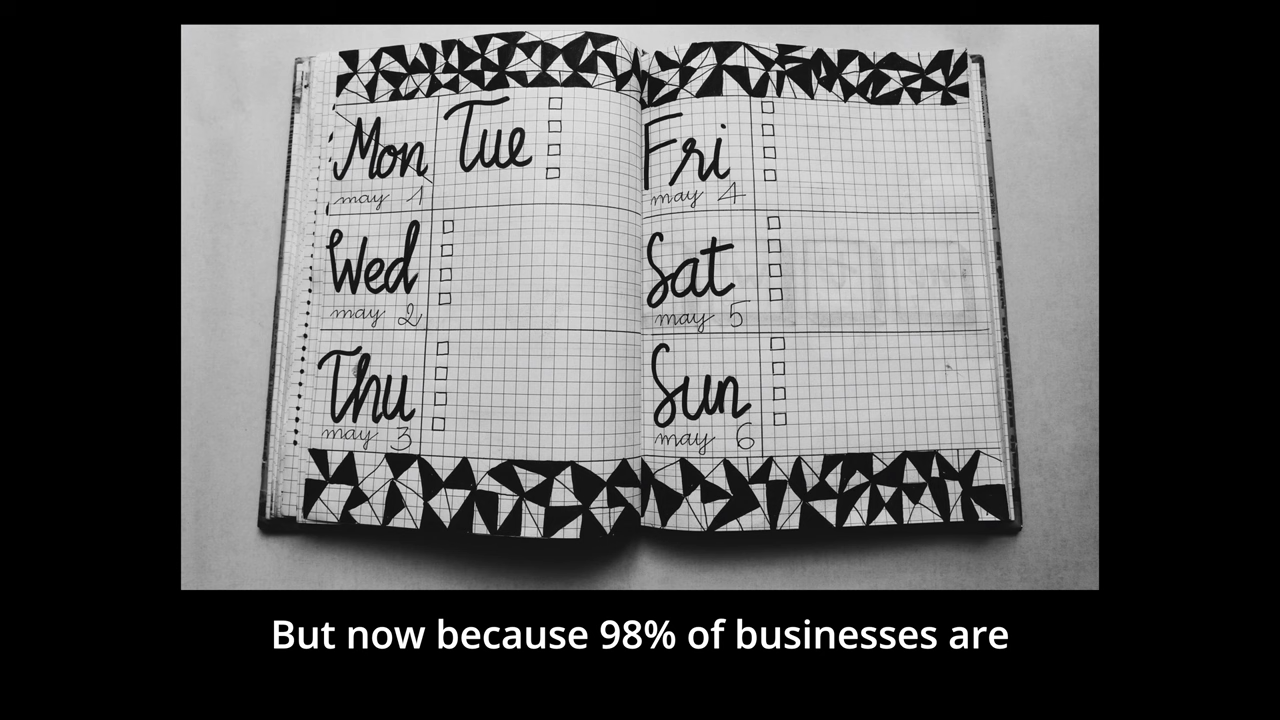 Mon Tue
may 1
Wed
may 2
Thu
may 3
Fri
may 4
Sat
may 5
Sun
may 6
But now because 98% of businesses are